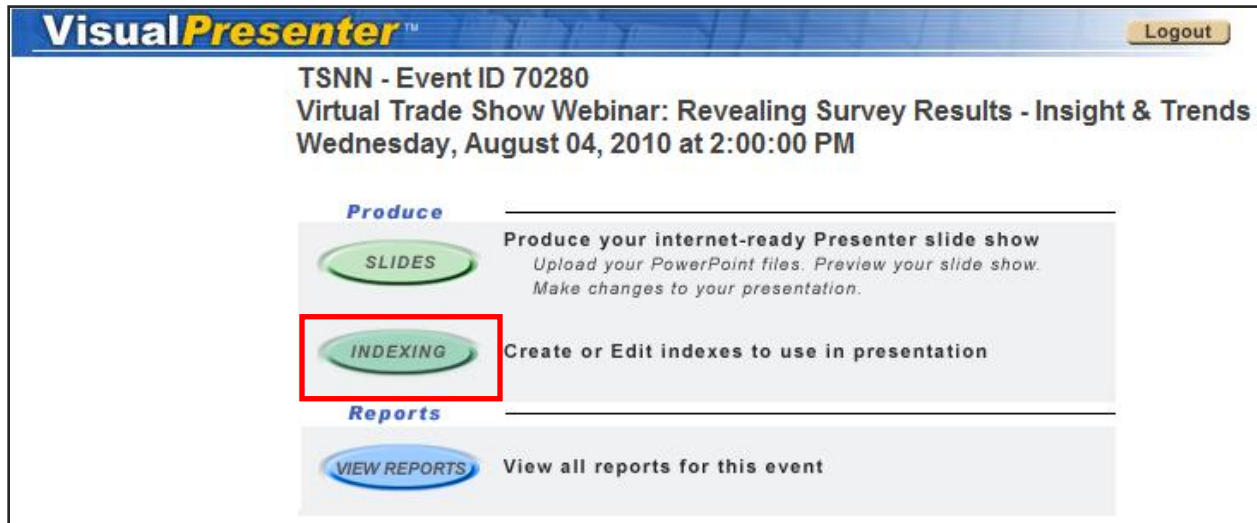 VisualPresenter™
Logout
TSNN - Event ID 70280
Virtual Trade Show Webinar: Revealing Survey Results - Insight & Trends
Wednesday, August 04, 2010 at 2:00:00 PM
Produce
SLIDES
Produce your internet-ready Presenter slide show
Upload your PowerPoint files. Preview your slide show.
Make changes to your presentation.
INDEXING
Create or Edit indexes to use in presentation
Reports
VIEW REPORTS
View all reports for this event